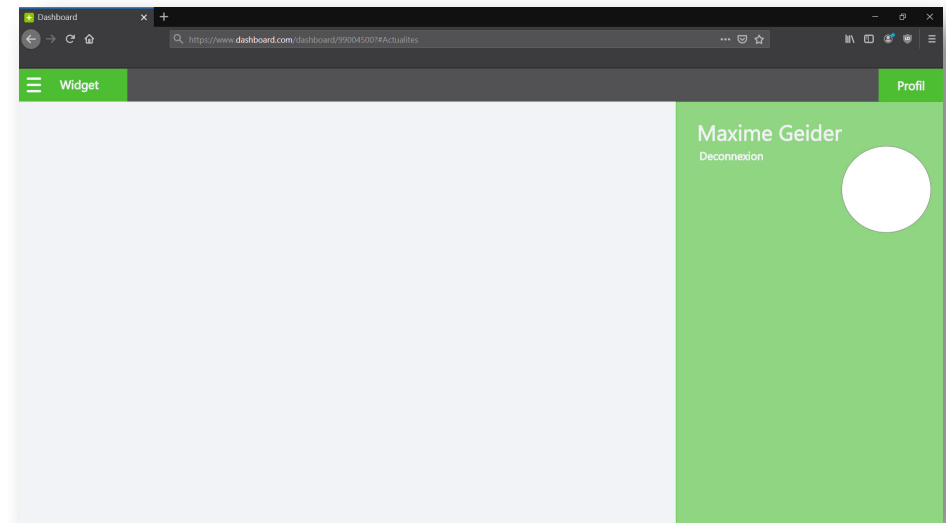 Dashboard
https://www.dashboard.com/dashboard/99004500?#Actualites
Widget
Profil
Maxime Geider
Deconnexion